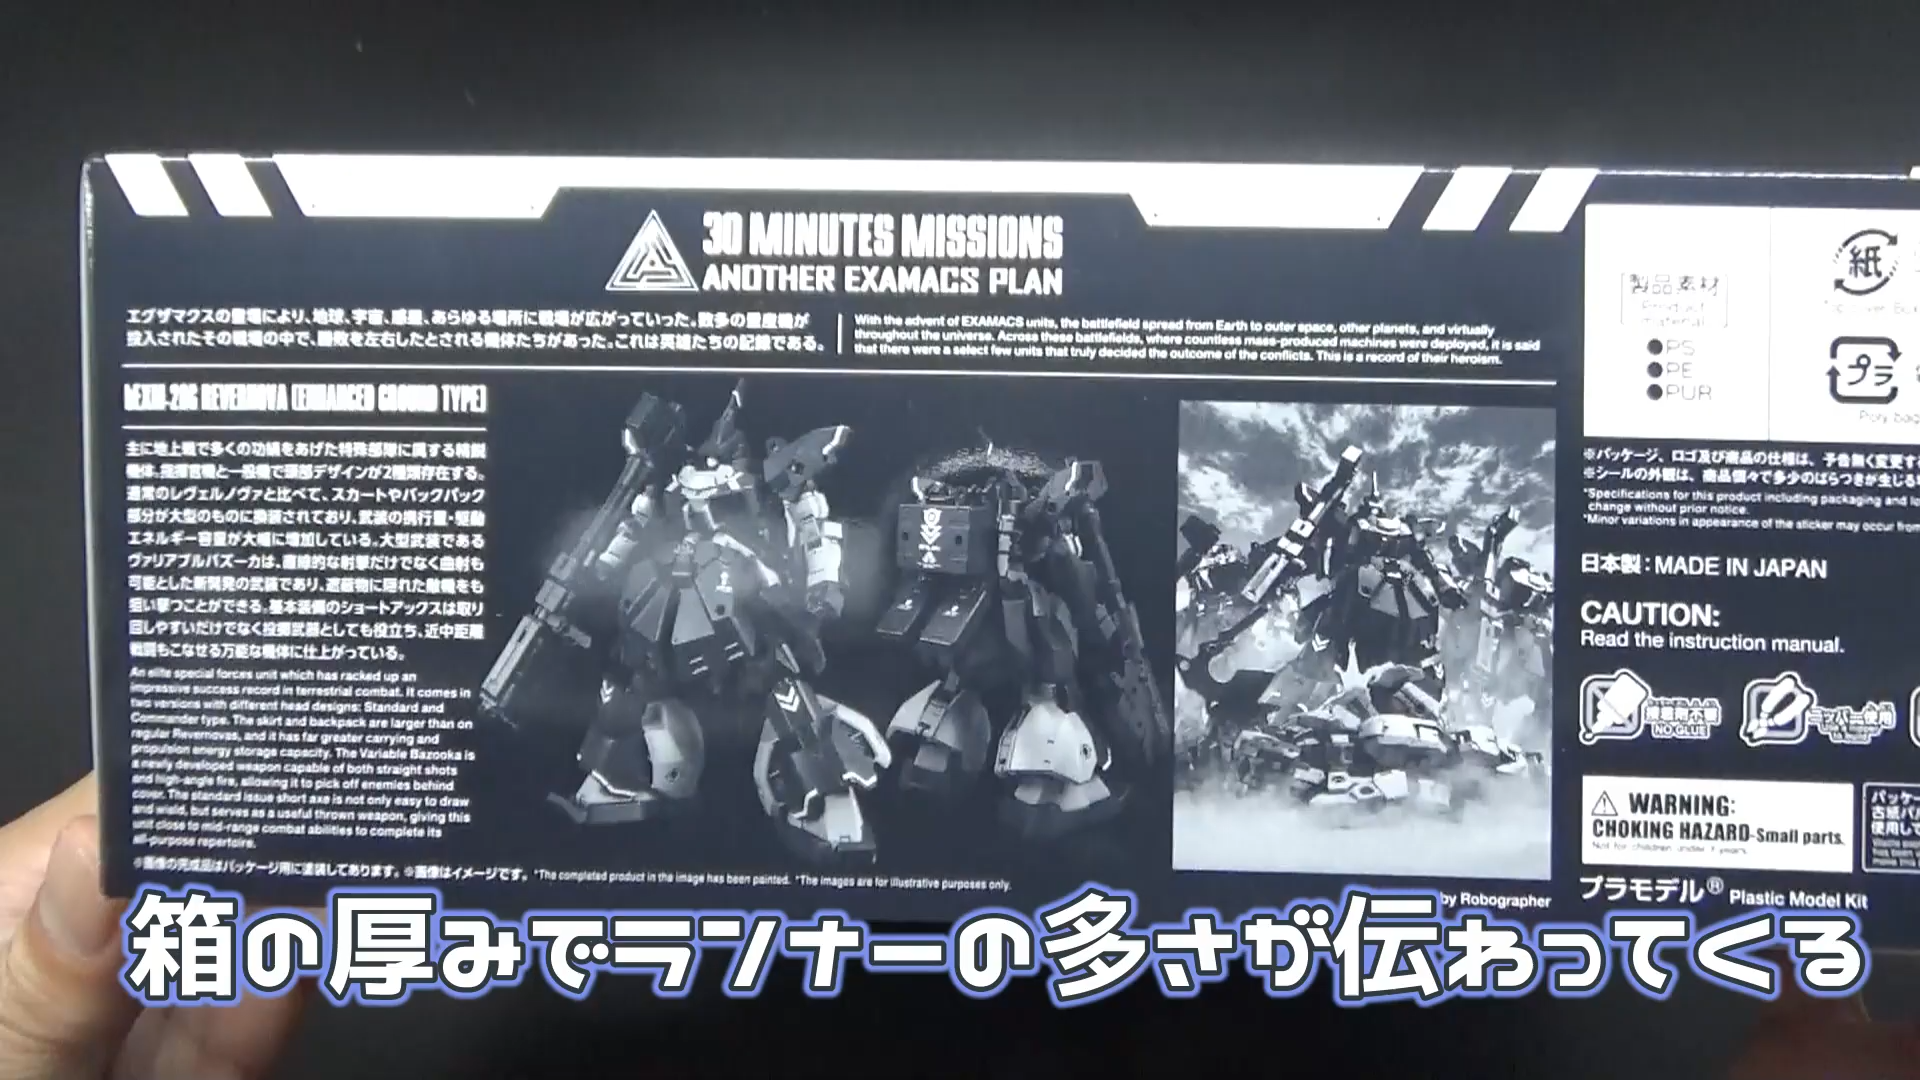 30 MINUTES MISSIONS
ANOTHER EXAMACS PLAN
エグザマクスの登場により、地球、宇宙、惑星、あらゆる場所に戦場が広がっていった。数多の量産機が
投入されたその戦場の中で、勝敗を左右したとされる機体たちがあった。これは英雄たちの記録である。
With the advent of EXAMACS units, the battlefield spread from Earth to outer space, other planets, and virtually
throughout the universe. Across these battlefields, where countless mass-produced machines were deployed, it is said
that there were a select few units that truly decided the outcome of the conflicts. This is a record of their heroism.
REVERNOVA [ENHANCED GROUND TYPE]
主に地上戦で多くの功績をあげた特殊部隊に属する精鋭
機体。指揮官機と一般機で頭部デザインが2種類存在する。
通常のレヴェルノヴァと比べて、スカートやバックパック
部分が大型のものに換装されており、武装の携行量・駆動
エネルギー容量が大幅に増加している。大型武装である
ヴァリアブルバズーカは、直線的な射撃だけでなく曲射も
可能とした新開発の武装であり、遮蔽物に隠れた敵機をも
狙い撃つことができる。基本装備のショートアックスは取り
回しやすいだけでなく投擲武器としても役立ち、近中距離
戦闘もこなせる万能な機体に仕上がっている。
An elite special forces unit which has racked up an
impressive success record in terrestrial combat. It comes in
two versions with different head designs: Standard and
Commander type. The skirt and backpack are larger than on
regular Revernovas, and it has far greater carrying and
propulsion energy storage capacity. The Variable Bazooka is
a newly developed weapon capable of both straight shots
and high-angle fire, allowing it to pick off enemies behind
cover. The standard issue short axe is not only easy to draw
and wield, but serves as a useful thrown weapon, giving this
unit close to mid-range combat abilities to complete its
all-purpose repertoire.
※画像の完成品はパッケージ用に塗装してあります。※画像はイメージです。 *The completed product in the image has been painted. *The images are for illustrative purposes only.
by Robographer
製品素材
Product
material
PS
PE
PUR
紙
プラ
Poly bag
※パッケージ、ロゴ及び商品の仕様は、予告無く変更す
※シールの外観は、商品個々で多少のばらつきが生じる
*Specifications for this product including packaging and lo
change without prior notice.
*Minor variations in appearance of the sticker may occur from
日本製:MADE IN JAPAN
CAUTION:
Read the instruction manual.
接着剤不要
NO GLUE
ニッパー使用
WARNING:
CHOKING HAZARD-Small parts.
Not for children under 3 years.
パッケー
古紙パル
使用して
プラモデル® Plastic Model Kit
箱の厚みでランナーの多さが伝わってくる